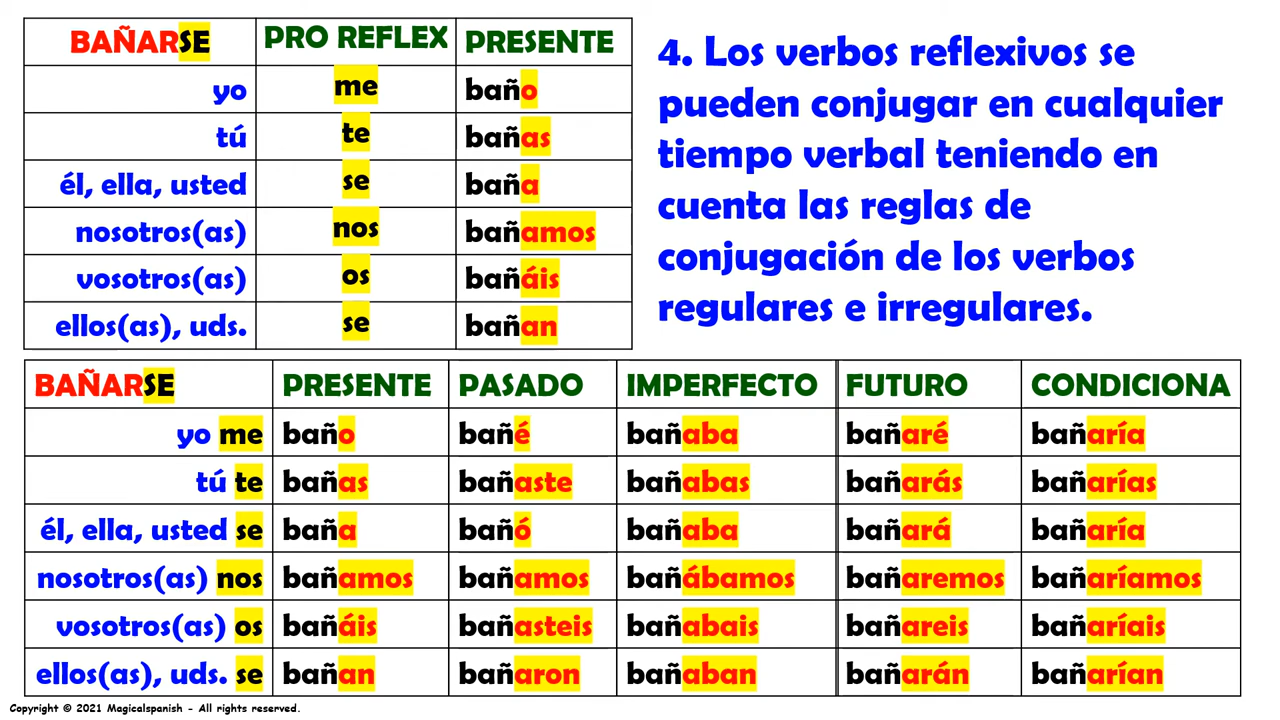 BAÑARSE PRO REFLEX PRESENTE
yo me baño
tú te bañas
él, ella, usted se baña
nosotros(as) nos bañamos
vosotros(as) os bañáis
ellos(as), uds. se bañan
4. Los verbos reflexivos se
pueden conjugar en cualquier
tiempo verbal teniendo en
cuenta las reglas de
conjugación de los verbos
regulares e irregulares.
BAÑARSE PRESENTE PASADO IMPERFECTO FUTURO CONDICIONA
yo me baño bañé bañaba bañaré bañaría
tú te bañas bañaste bañabas bañarás bañarías
él, ella, usted se baña bañó bañaba bañará bañaría
nosotros(as) nos bañamos bañamos bañábamos bañaremos bañaríamos
vosotros(as) os bañáis bañasteis bañabais bañareis bañaríais
ellos(as), uds. se bañan bañaron bañaban bañarán bañarían
Copyright © 2021 Magicalspanish - All rights reserved.